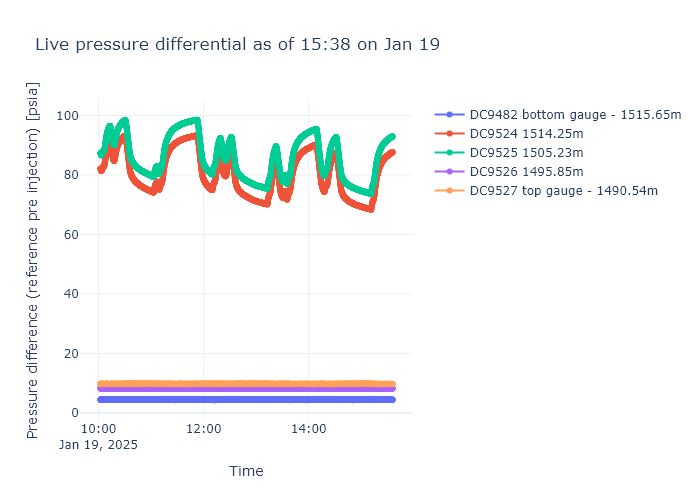 Live pressure differential as of 15:38 on Jan 19
Pressure difference (reference pre injection) [psia]
100
80
60
40
20
0
10:00
Jan 19, 2025
12:00
14:00
Time
DC9482 bottom gauge - 1515.65m
DC9524 1514.25m
DC9525 1505.23m
DC9526 1495.85m
DC9527 top gauge - 1490.54m